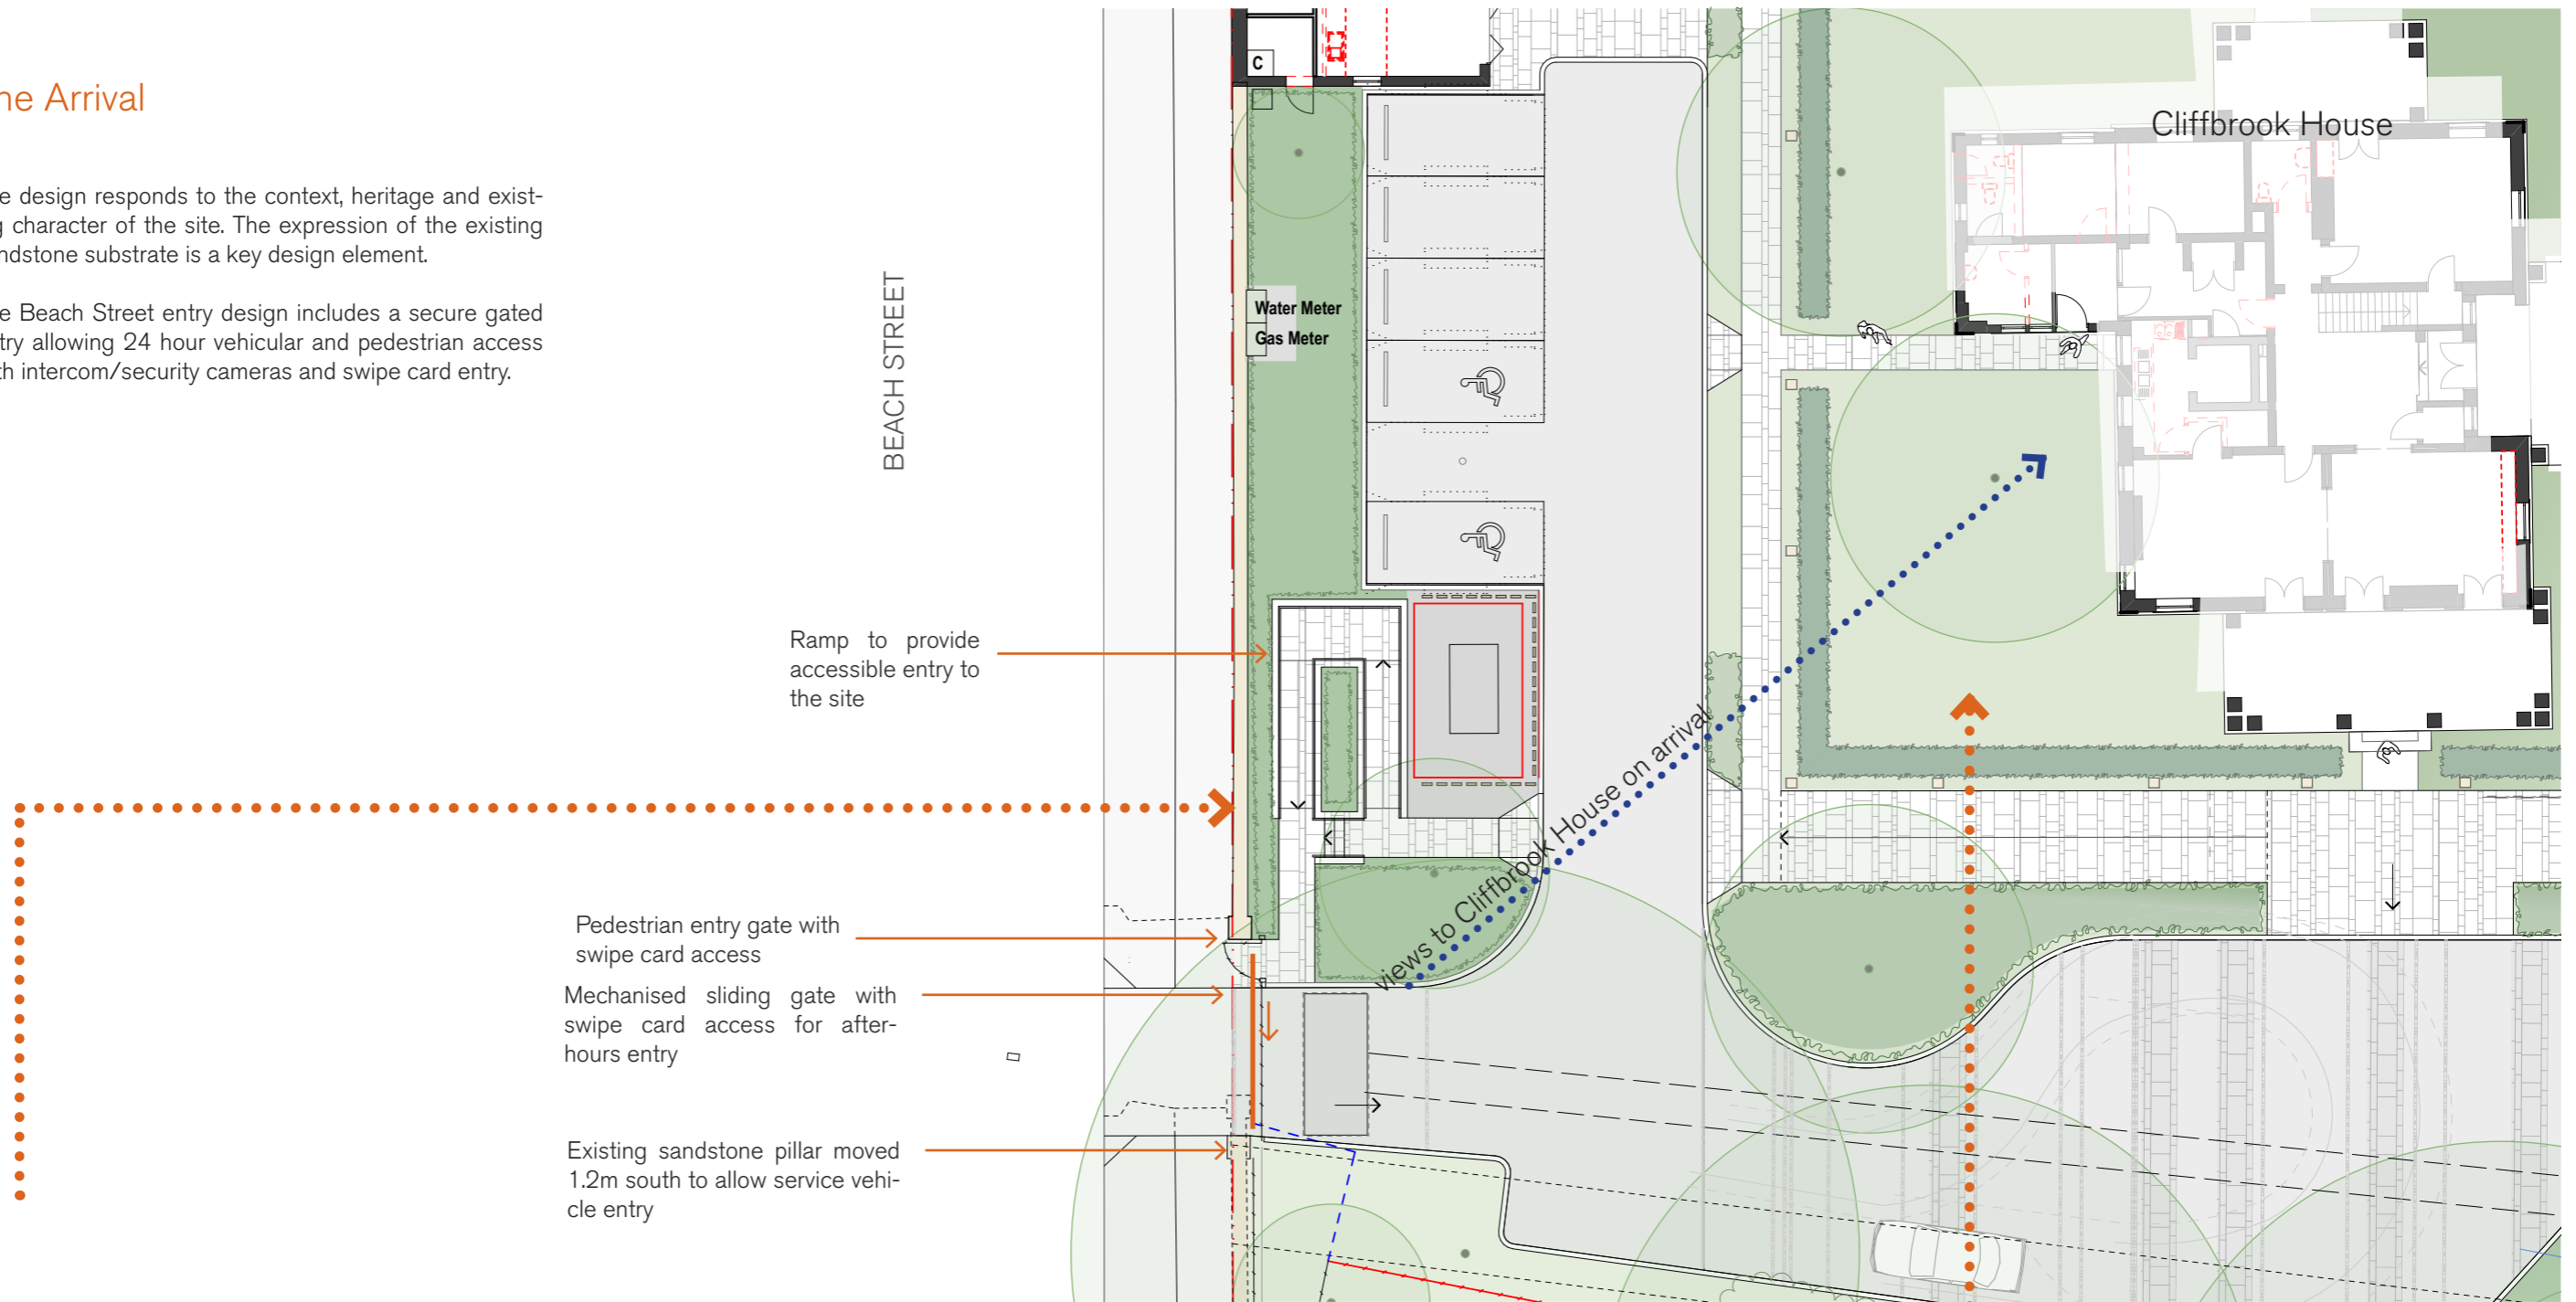 ne Arrival
e design responds to the context, heritage and exist-
g character of the site. The expression of the existing
ndstone substrate is a key design element.
e Beach Street entry design includes a secure gated
try allowing 24 hour vehicular and pedestrian access
th intercom/security cameras and swipe card entry.
BEACH STREET
C
Water Meter
Gas Meter
Cliffbrook House
Ramp to provide
accessible entry to
the site
views to Cliffbrook House on arrival
Pedestrian entry gate with
swipe card access
Mechanised sliding gate with
swipe card access for after-
hours entry
Existing sandstone pillar moved
1.2m south to allow service vehi-
cle entry